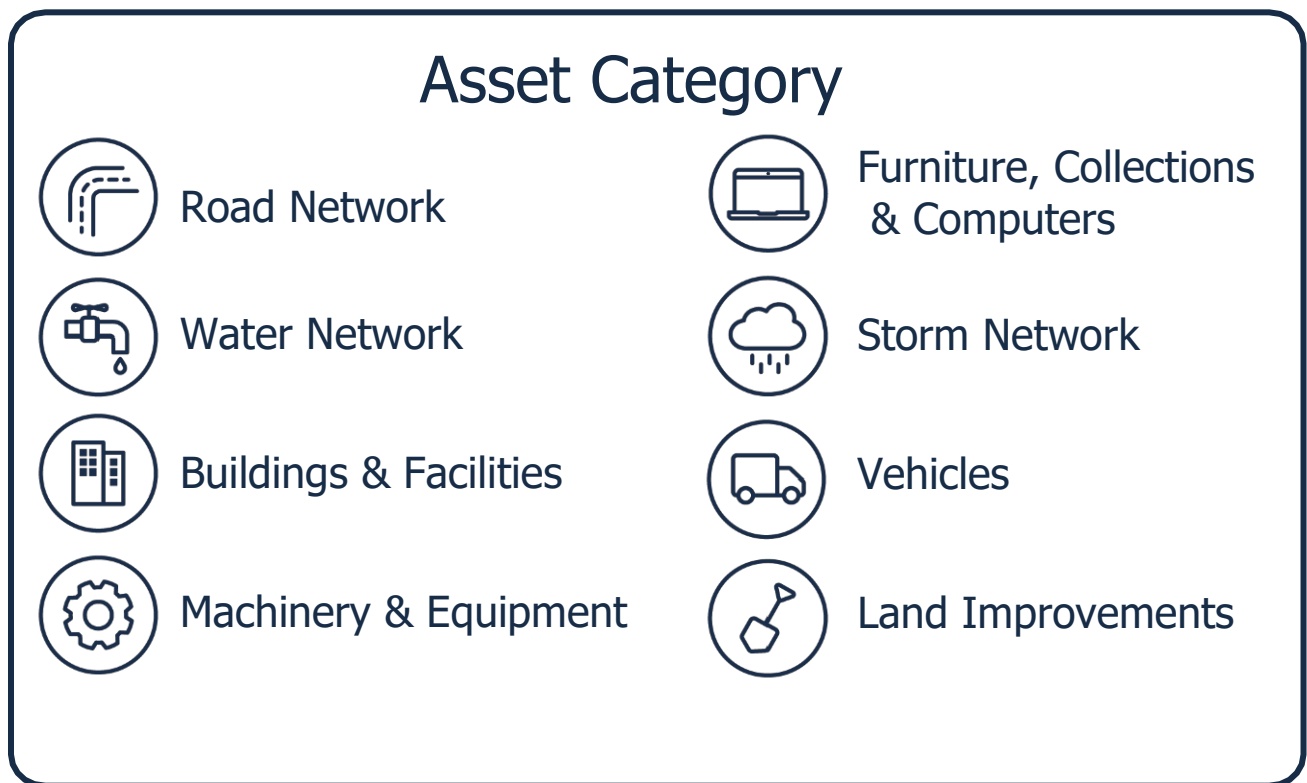 Asset Category
Road Network
Water Network
Buildings & Facilities
Machinery & Equipment
Furniture, Collections
& Computers
Storm Network
Vehicles
Land Improvements